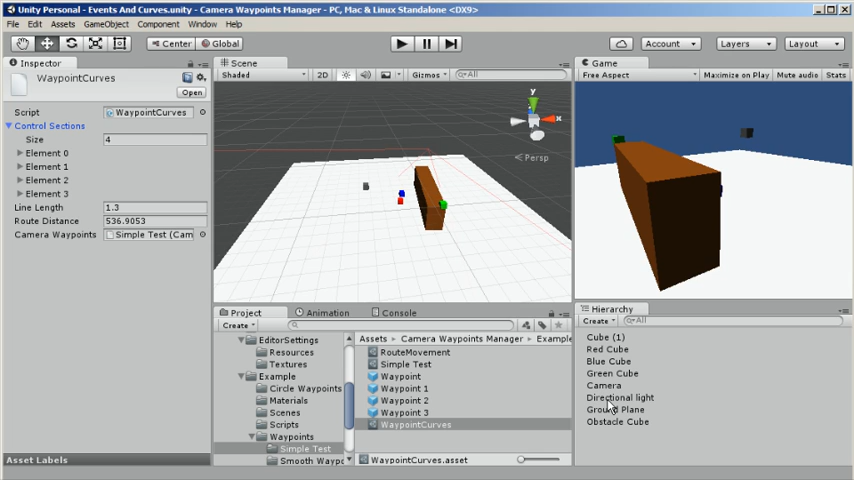 Unity Personal - Events And Curves.unity - Camera Waypoints Manager - PC, Mac & Linux Standalone <DX9>
File Edit Assets GameObject Component Window Help
Center Global Account Layers Layout
Inspector
WaypointCurves
Open
Script WaypointCurves
Control Sections
Size 4
Element 0
Element 1
Element 2
Element 3
Line Length 1.3
Route Distance 536.9053
Camera Waypoints Simple Test (Cam
Asset Labels
Scene
Shaded 2D Gizmos All
y
x
Persp
Game
Free Aspect Maximize on Play Mute audio Stats
Project Animation Console
Create
EditorSettings
Resources
Textures
Example
Circle Waypoints
Materials
Scenes
Scripts
Waypoints
Simple Test
Smooth Waypo
Assets Camera Waypoints Manager Example
RouteMovement
Simple Test
Waypoint
Waypoint 1
Waypoint 2
Waypoint 3
WaypointCurves
WaypointCurves.asset
Hierarchy
Create All
Cube (1)
Red Cube
Blue Cube
Green Cube
Camera
Directional light
Ground Plane
Obstacle Cube